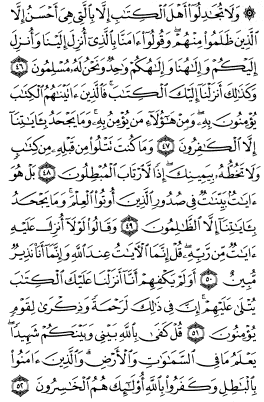 ۞ وَلَا تُجَٰدِلُوٓا۟ أَهْلَ ٱلْكِتَٰبِ إِلَّا بِٱلَّتِى هِىَ أَحْسَنُ إِلَّا
ٱلَّذِينَ ظَلَمُوا۟ مِنْهُمْ ۖ وَقُولُوٓا۟ ءَامَنَّا بِٱلَّذِىٓ أُنزِلَ إِلَيْنَا وَأُنزِلَ
إِلَيْكُمْ وَإِلَٰهُنَا وَإِلَٰهُكُمْ وَٰحِدٌ وَنَحْنُ لَهُۥ مُسْلِمُونَ ٤٦
وَكَذَٰلِكَ أَنزَلْنَآ إِلَيْكَ ٱلْكِتَٰبَ ۚ فَٱلَّذِينَ ءَاتَيْنَٰهُمُ ٱلْكِتَٰبَ
يُؤْمِنُونَ بِهِۦ ۖ وَمِنْ هَٰٓؤُلَآءِ مَن يُؤْمِنُ بِهِۦ ۚ وَمَا يَجْحَدُ بِـَٔايَٰتِنَآ
إِلَّا ٱلْكَٰفِرُونَ ٤٧ وَمَا كُنتَ تَتْلُوا۟ مِن قَبْلِهِۦ مِن كِتَٰبٍ
وَلَا تَخُطُّهُۥ بِيَمِينِكَ ۖ إِذًا لَّٱرْتَابَ ٱلْمُبْطِلُونَ ٤٨ بَلْ هُوَ
ءَايَٰتٌۢ بَيِّنَٰتٌ فِى صُدُورِ ٱلَّذِينَ أُوتُوا۟ ٱلْعِلْمَ ۚ وَمَا يَجْحَدُ
بِـَٔايَٰتِنَآ إِلَّا ٱلظَّٰلِمُونَ ٤٩ وَقَالُوا۟ لَوْلَآ أُنزِلَ عَلَيْهِ
ءَايَٰتٌ مِّن رَّبِّهِۦ ۖ قُلْ إِنَّمَا ٱلْءَايَٰتُ عِندَ ٱللَّهِ وَإِنَّمَآ أَنَا۠ نَذِيرٌ
مُّبِينٌ ٥٠ أَوَلَمْ يَكْفِهِمْ أَنَّآ أَنزَلْنَا عَلَيْكَ ٱلْكِتَٰبَ
يُتْلَىٰ عَلَيْهِمْ ۚ إِنَّ فِى ذَٰلِكَ لَرَحْمَةً وَذِكْرَىٰ لِقَوْمٍ
يُؤْمِنُونَ ٥١ قُلْ كَفَىٰ بِٱللَّهِ بَيْنِى وَبَيْنَكُمْ شَهِيدًا ۖ
يَعْلَمُ مَا فِى ٱلسَّمَٰوَٰتِ وَٱلْأَرْضِ ۗ وَٱلَّذِينَ ءَامَنُوا۟
بِٱلْبَٰطِلِ وَكَفَرُوا۟ بِٱللَّهِ أُو۟لَٰٓئِكَ هُمُ ٱلْخَٰسِرُونَ ٥٢